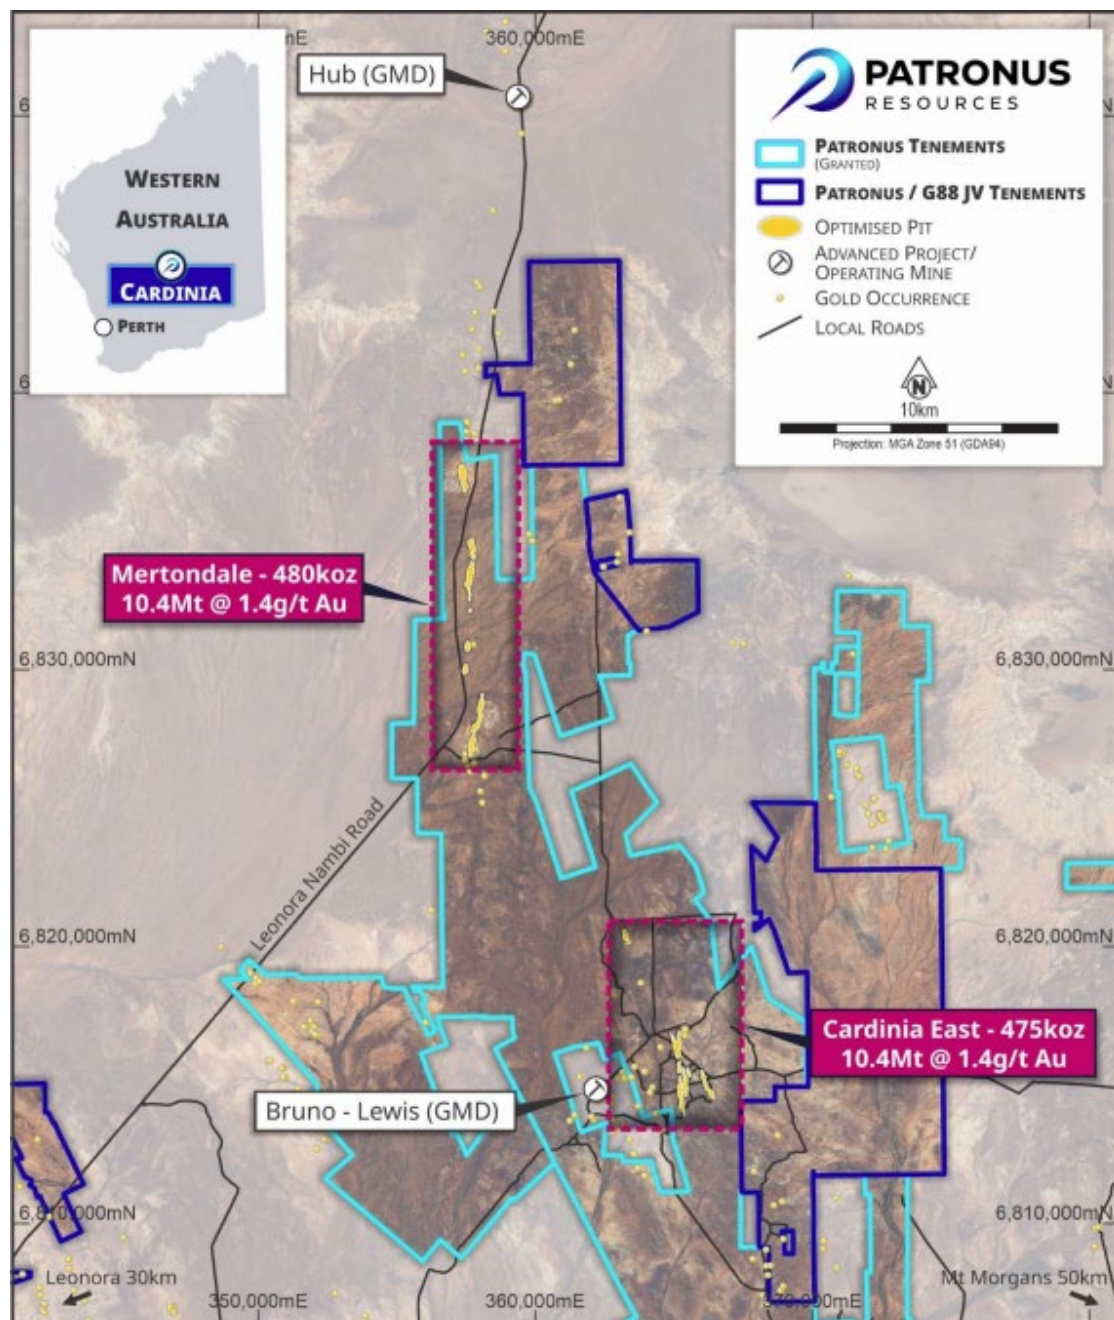 360,000mE
mE
Hub (GMD)
WESTERN
AUSTRALIA
CARDINIA
PERTH
PATRONUS
RESOURCES
PATRONUS TENEMENTS
(GRANTED)
PATRONUS / G88 JV TENEMENTS
OPTIMISED PIT
ADVANCED PROJECT/
OPERATING MINE
GOLD OCCURRENCE
LOCAL ROADS
N
10km
Projection: MGA Zone 51 (GDA94)
Mertondale - 480koz
10.4Mt @ 1.4g/t Au
6,830,000mN
6,830,000mN
Leonora Nambi Road
6,820,000mN
6,820,000mN
Cardinia East - 475koz
10.4Mt @ 1.4g/t Au
Bruno - Lewis (GMD)
6,810,000mN
6,810,000mN
Leonora 30km
Mt Morgans 50km
350,000mE
360,000mE
370,000mE